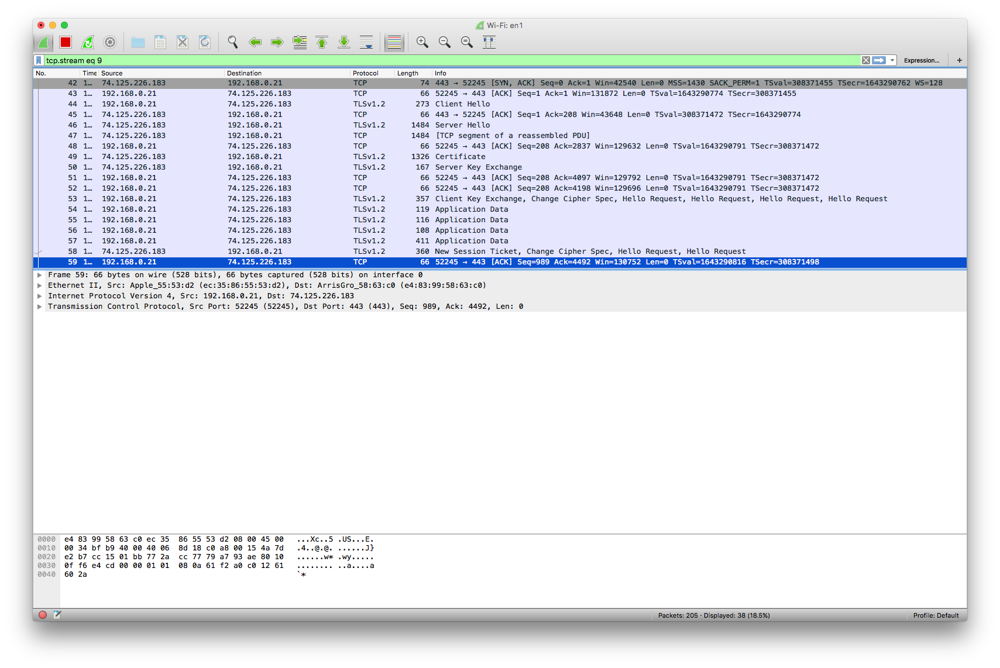 Wi-Fi: en1
tcp.stream eq 9 Expression... +
No. Time Source Destination Protocol Length Info
42 1… 74.125.226.183 192.168.0.21 TCP 74 443 → 52245 [SYN, ACK] Seq=0 Ack=1 Win=42540 Len=0 MSS=1430 SACK_PERM=1 TSval=308371455 TSecr=1643290762 WS=128
43 1… 192.168.0.21 74.125.226.183 TCP 66 52245 → 443 [ACK] Seq=1 Ack=1 Win=131872 Len=0 TSval=1643290774 TSecr=308371455
44 1… 192.168.0.21 74.125.226.183 TLSv1.2 273 Client Hello
45 1… 74.125.226.183 192.168.0.21 TCP 66 443 → 52245 [ACK] Seq=1 Ack=208 Win=43648 Len=0 TSval=308371472 TSecr=1643290774
46 1… 74.125.226.183 192.168.0.21 TLSv1.2 1484 Server Hello
47 1… 74.125.226.183 192.168.0.21 TCP 1484 [TCP segment of a reassembled PDU]
48 1… 192.168.0.21 74.125.226.183 TCP 66 52245 → 443 [ACK] Seq=208 Ack=2837 Win=129632 Len=0 TSval=1643290791 TSecr=308371472
49 1… 74.125.226.183 192.168.0.21 TLSv1.2 1326 Certificate
50 1… 74.125.226.183 192.168.0.21 TLSv1.2 167 Server Key Exchange
51 1… 192.168.0.21 74.125.226.183 TCP 66 52245 → 443 [ACK] Seq=208 Ack=4097 Win=129792 Len=0 TSval=1643290791 TSecr=308371472
52 1… 192.168.0.21 74.125.226.183 TCP 66 52245 → 443 [ACK] Seq=208 Ack=4198 Win=129696 Len=0 TSval=1643290791 TSecr=308371472
53 1… 192.168.0.21 74.125.226.183 TLSv1.2 357 Client Key Exchange, Change Cipher Spec, Hello Request, Hello Request, Hello Request, Hello Request
54 1… 192.168.0.21 74.125.226.183 TLSv1.2 119 Application Data
55 1… 192.168.0.21 74.125.226.183 TLSv1.2 116 Application Data
56 1… 192.168.0.21 74.125.226.183 TLSv1.2 108 Application Data
57 1… 192.168.0.21 74.125.226.183 TLSv1.2 411 Application Data
58 1… 74.125.226.183 192.168.0.21 TLSv1.2 360 New Session Ticket, Change Cipher Spec, Hello Request, Hello Request
59 1… 192.168.0.21 74.125.226.183 TCP 66 52245 → 443 [ACK] Seq=989 Ack=4492 Win=130752 Len=0 TSval=1643290816 TSecr=308371498
Frame 59: 66 bytes on wire (528 bits), 66 bytes captured (528 bits) on interface 0
Ethernet II, Src: Apple_55:53:d2 (ec:35:86:55:53:d2), Dst: ArrisGro_58:63:c0 (e4:83:99:58:63:c0)
Internet Protocol Version 4, Src: 192.168.0.21, Dst: 74.125.226.183
Transmission Control Protocol, Src Port: 52245 (52245), Dst Port: 443 (443), Seq: 989, Ack: 4492, Len: 0
0000 e4 83 99 58 63 c0 ec 35 86 55 53 d2 08 00 45 00 ...Xc..5 .US...E.
0010 00 34 bf b9 40 00 40 06 8d 18 c0 a8 00 15 4a 7d .4..@.@. ......J}
0020 e2 b7 cc 15 01 bb 77 2a cc 77 79 a7 93 ae 80 10 ......w* .wy.....
0030 0f f6 e4 cd 00 00 01 01 08 0a 61 f2 a0 c0 12 61 ........ ..a....a
0040 60 2a `*
Packets: 205 · Displayed: 38 (18.5%) Profile: Default